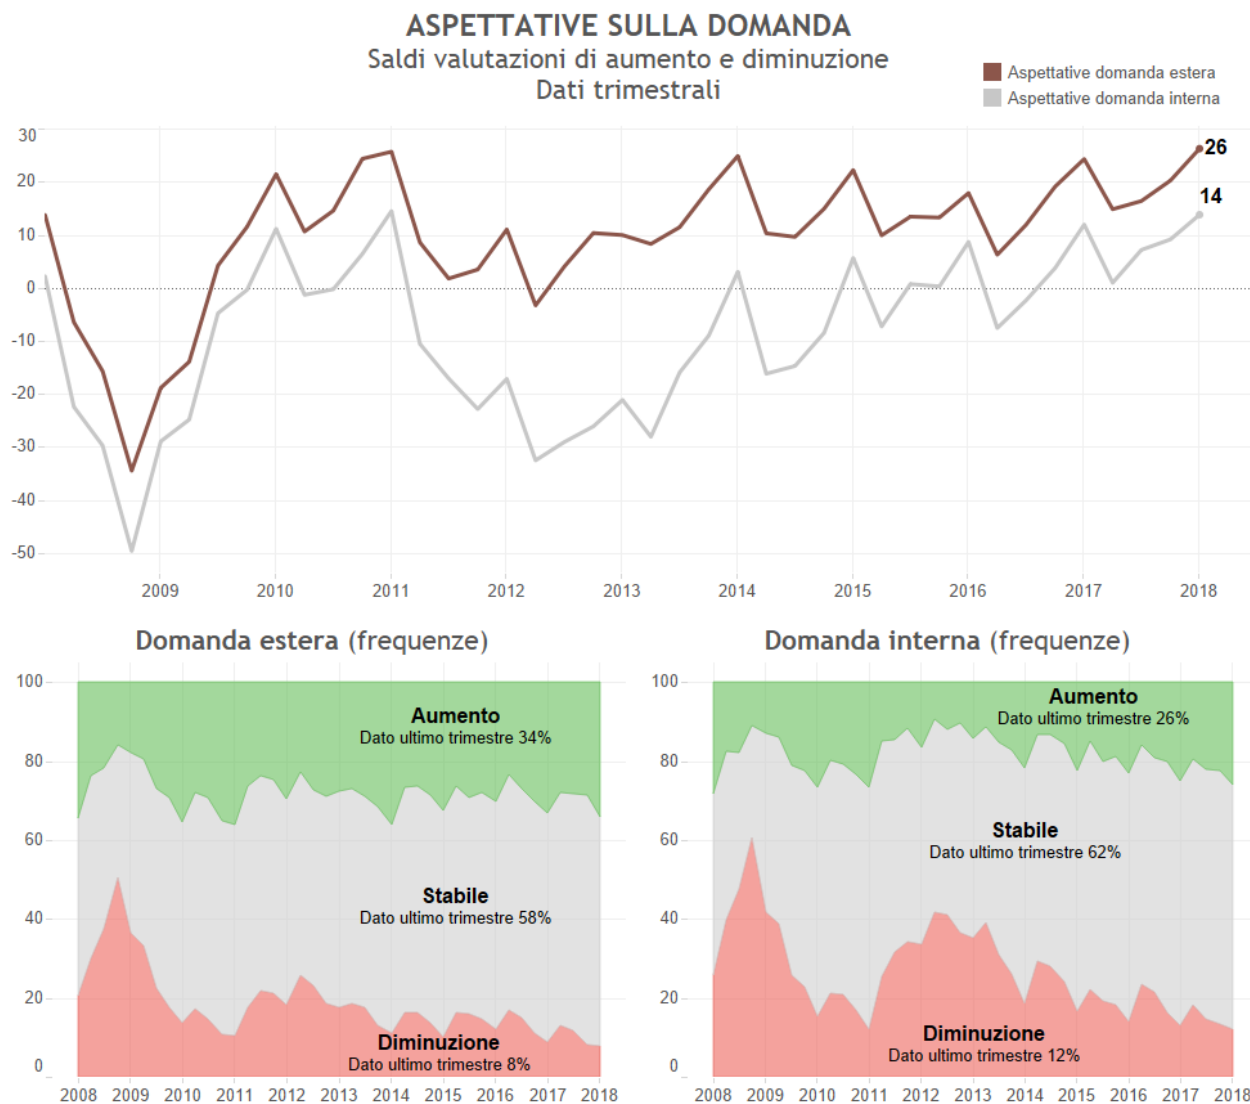 ASPETTATIVE SULLA DOMANDA
Saldi valutazioni di aumento e diminuzione
Dati trimestrali
Aspettative domanda estera
Aspettative domanda interna
30
20
10
0
-10
-20
-30
-40
-50
26
14
2009 2010 2011 2012 2013 2014 2015 2016 2017 2018
Domanda estera (frequenze)
100
80
60
40
20
0
Aumento
Dato ultimo trimestre 34%
Stabile
Dato ultimo trimestre 58%
Diminuzione
Dato ultimo trimestre 8%
2008 2009 2010 2011 2012 2013 2014 2015 2016 2017 2018
Domanda interna (frequenze)
100
80
60
40
20
0
Aumento
Dato ultimo trimestre 26%
Stabile
Dato ultimo trimestre 62%
Diminuzione
Dato ultimo trimestre 12%
2008 2009 2010 2011 2012 2013 2014 2015 2016 2017 2018